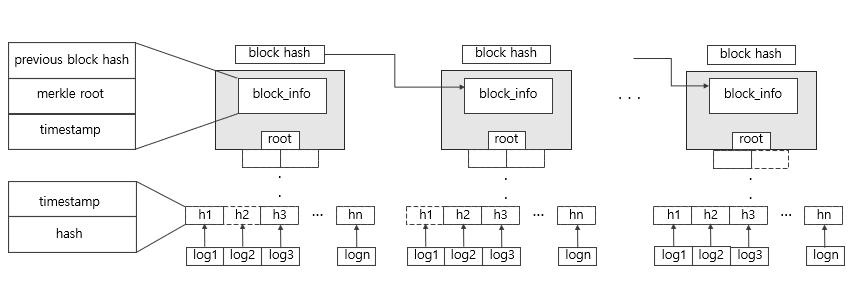 block hash
block hash
block hash
previous block hash
merkle root
timestamp
block_info
block_info
block_info
. . .
root
root
root
timestamp
hash
h1 h2 h3 ... hn
h1 h2 h3 ... hn
h1 h2 h3 ... hn
log1 log2 log3 logn
log1 log2 log3 logn
log1 log2 log3 logn